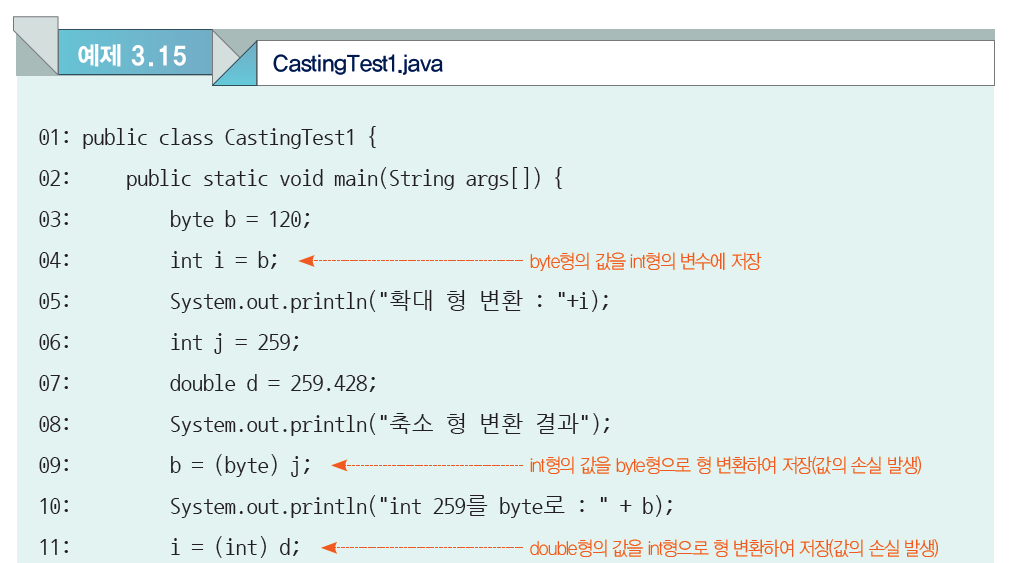 예제 3.15
CastingTest1.java
01: public class CastingTest1 {
02: public static void main(String args[]) {
03: byte b = 120;
04: int i = b; byte형의 값을 int형의 변수에 저장
05: System.out.println("확대 형 변환 : "+i);
06: int j = 259;
07: double d = 259.428;
08: System.out.println("축소 형 변환 결과");
09: b = (byte) j; int형의 값을 byte형으로 형 변환하여 저장(값의 손실 발생)
10: System.out.println("int 259를 byte로 : " + b);
11: i = (int) d; double형의 값을 int형으로 형 변환하여 저장(값의 손실 발생)